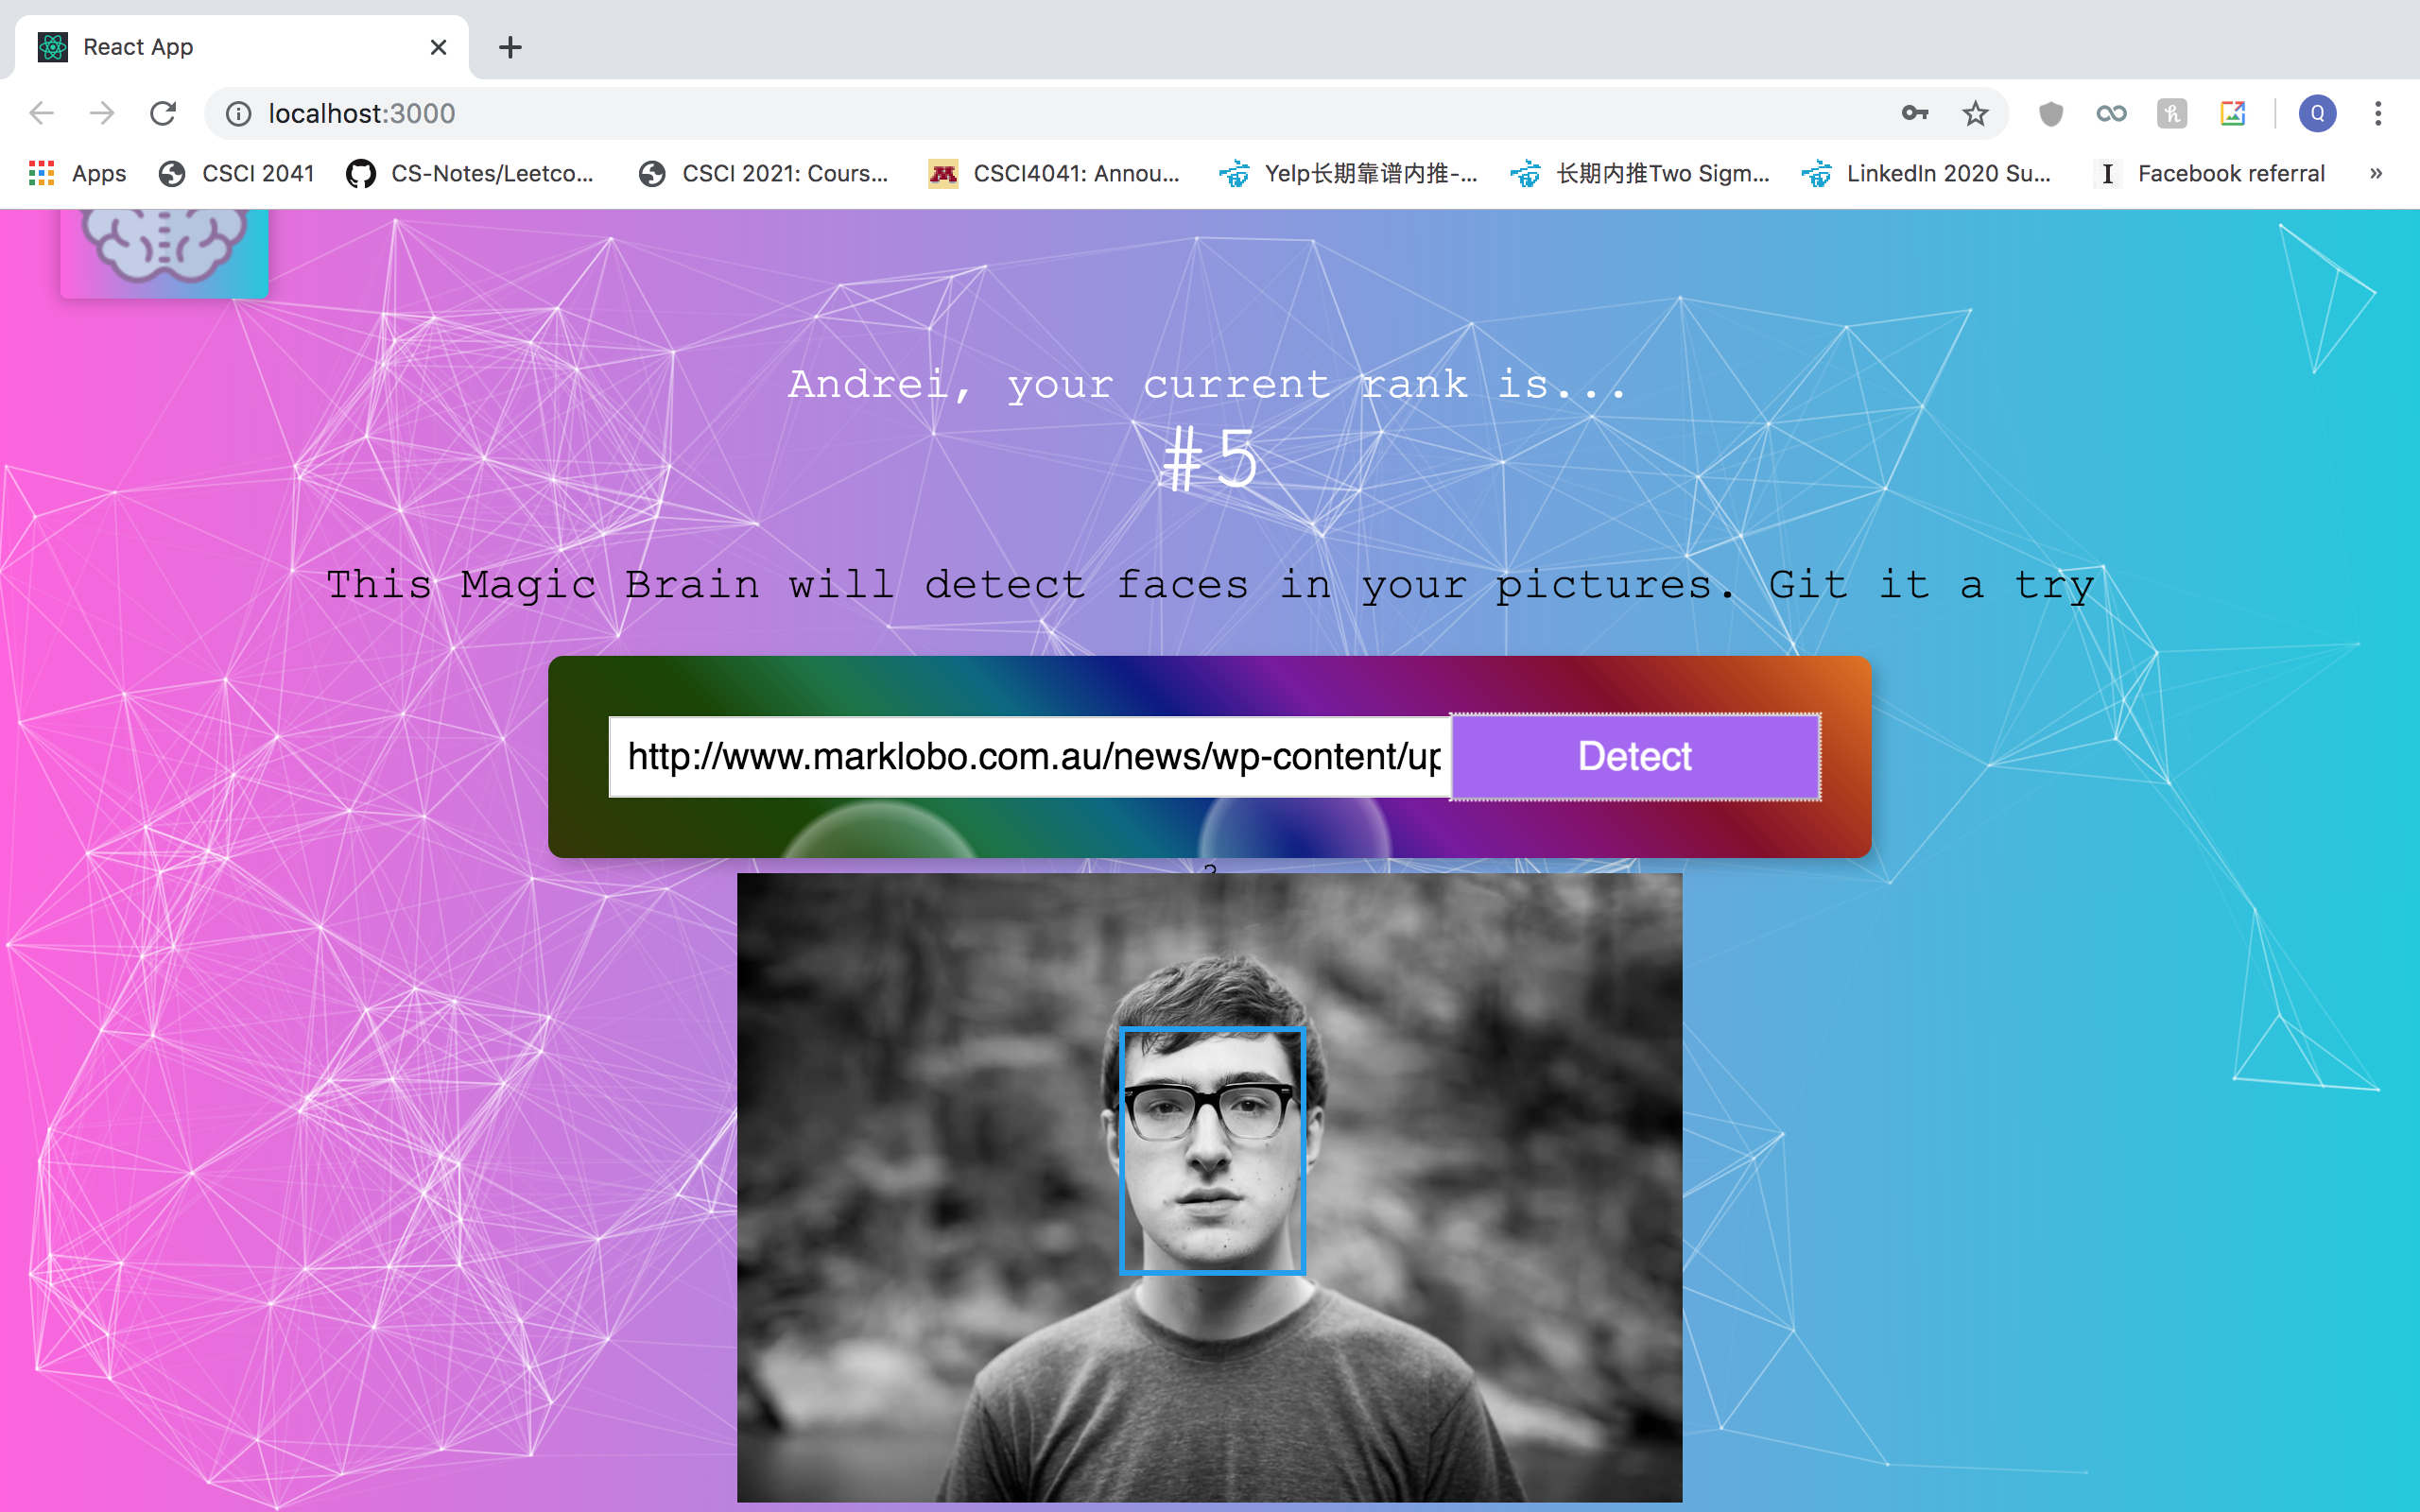 React App
localhost:3000
Q
Apps CSCI 2041 CS-Notes/Leetco... CSCI 2021: Cours... CSCI4041: Annou... Yelp长期靠谱内推-... 长期内推Two Sigm... LinkedIn 2020 Su... Facebook referral »
Andrei, your current rank is...
#5
This Magic Brain will detect faces in your pictures. Git it a try
http://www.marklobo.com.au/news/wp-content/up Detect